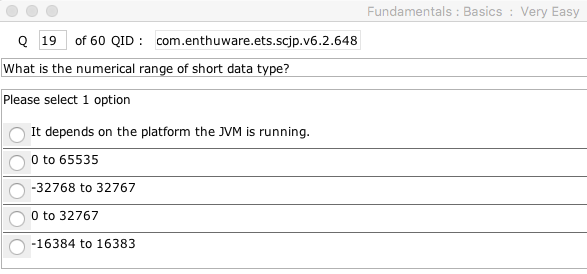 Fundamentals : Basics : Very Easy
Q 19 of 60 QID : com.enthuware.ets.scjp.v6.2.648
What is the numerical range of short data type?
Please select 1 option
It depends on the platform the JVM is running.
0 to 65535
-32768 to 32767
0 to 32767
-16384 to 16383